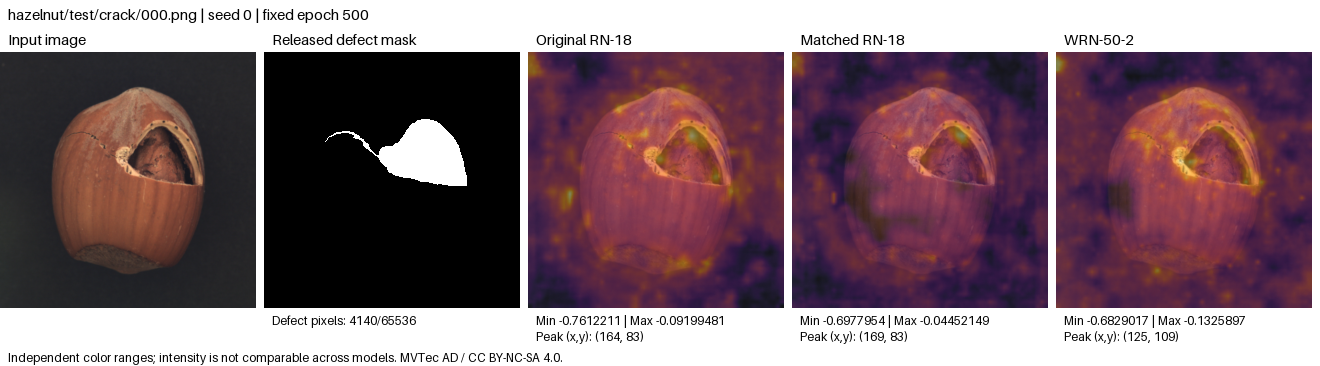 hazelnut/test/crack/000.png | seed 0 | fixed epoch 500
Input image
Released defect mask
Original RN-18
Matched RN-18
WRN-50-2
Defect pixels: 4140/65536
Min -0.7612211 | Max -0.09199481
Peak (x,y): (164, 83)
Min -0.6977954 | Max -0.04452149
Peak (x,y): (169, 83)
Min -0.6829017 | Max -0.1325897
Peak (x,y): (125, 109)
Independent color ranges; intensity is not comparable across models. MVTec AD / CC BY-NC-SA 4.0.